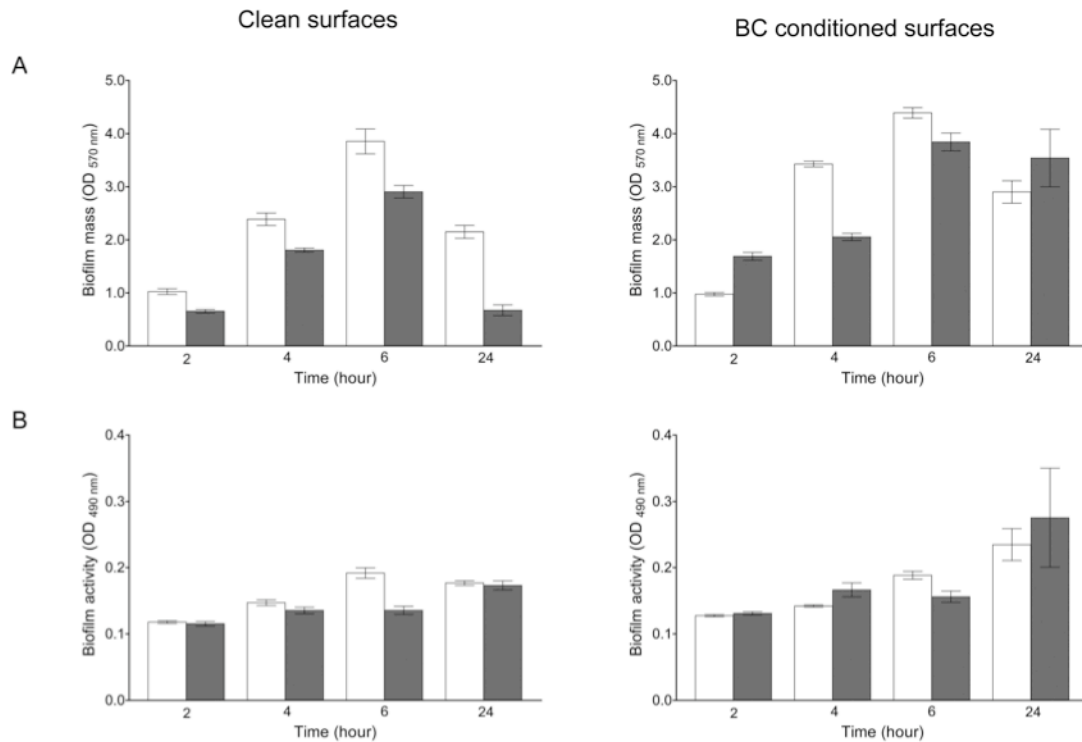 Clean surfaces
BC conditioned surfaces
A
5.0
4.0
3.0
2.0
1.0
0.0
Biofilm mass (OD 570 nm)
2 4 6 24
Time (hour)
5.0
4.0
3.0
2.0
1.0
0.0
Biofilm mass (OD 570 nm)
2 4 6 24
Time (hour)
B
0.4
0.3
0.2
0.1
0.0
Biofilm activity (OD 490 nm)
2 4 6 24
Time (hour)
0.4
0.3
0.2
0.1
0.0
Biofilm activity (OD 490 nm)
2 4 6 24
Time (hour)